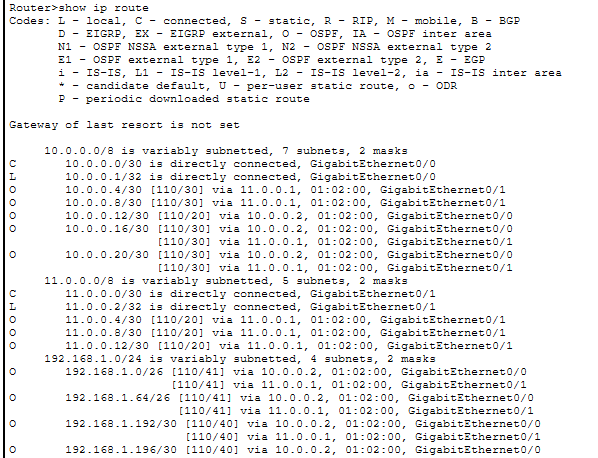 Router>show ip route
Codes: L - local, C - connected, S - static, R - RIP, M - mobile, B - BGP
D - EIGRP, EX - EIGRP external, O - OSPF, IA - OSPF inter area
N1 - OSPF NSSA external type 1, N2 - OSPF NSSA external type 2
E1 - OSPF external type 1, E2 - OSPF external type 2, E - EGP
i - IS-IS, L1 - IS-IS level-1, L2 - IS-IS level-2, ia - IS-IS inter area
* - candidate default, U - per-user static route, o - ODR
P - periodic downloaded static route
Gateway of last resort is not set
10.0.0.0/8 is variably subnetted, 7 subnets, 2 masks
C 10.0.0.0/30 is directly connected, GigabitEthernet0/0
L 10.0.0.1/32 is directly connected, GigabitEthernet0/0
O 10.0.0.4/30 [110/30] via 11.0.0.1, 01:02:00, GigabitEthernet0/1
O 10.0.0.8/30 [110/30] via 11.0.0.1, 01:02:00, GigabitEthernet0/1
O 10.0.0.12/30 [110/20] via 10.0.0.2, 01:02:00, GigabitEthernet0/0
O 10.0.0.16/30 [110/30] via 10.0.0.2, 01:02:00, GigabitEthernet0/0
[110/30] via 11.0.0.1, 01:02:00, GigabitEthernet0/1
O 10.0.0.20/30 [110/30] via 10.0.0.2, 01:02:00, GigabitEthernet0/0
[110/30] via 11.0.0.1, 01:02:00, GigabitEthernet0/1
11.0.0.0/8 is variably subnetted, 5 subnets, 2 masks
C 11.0.0.0/30 is directly connected, GigabitEthernet0/1
L 11.0.0.2/32 is directly connected, GigabitEthernet0/1
O 11.0.0.4/30 [110/20] via 11.0.0.1, 01:02:00, GigabitEthernet0/1
O 11.0.0.8/30 [110/30] via 11.0.0.1, 01:02:00, GigabitEthernet0/1
O 11.0.0.12/30 [110/20] via 11.0.0.1, 01:02:00, GigabitEthernet0/1
192.168.1.0/24 is variably subnetted, 4 subnets, 2 masks
O 192.168.1.0/26 [110/41] via 10.0.0.2, 01:02:00, GigabitEthernet0/0
[110/41] via 11.0.0.1, 01:02:00, GigabitEthernet0/1
O 192.168.1.64/26 [110/41] via 10.0.0.2, 01:02:00, GigabitEthernet0/0
[110/41] via 11.0.0.1, 01:02:00, GigabitEthernet0/1
O 192.168.1.192/30 [110/40] via 10.0.0.2, 01:02:00, GigabitEthernet0/0
[110/40] via 11.0.0.1, 01:02:00, GigabitEthernet0/1
O 192.168.1.196/30 [110/40] via 10.0.0.2, 01:02:00, GigabitEthernet0/0